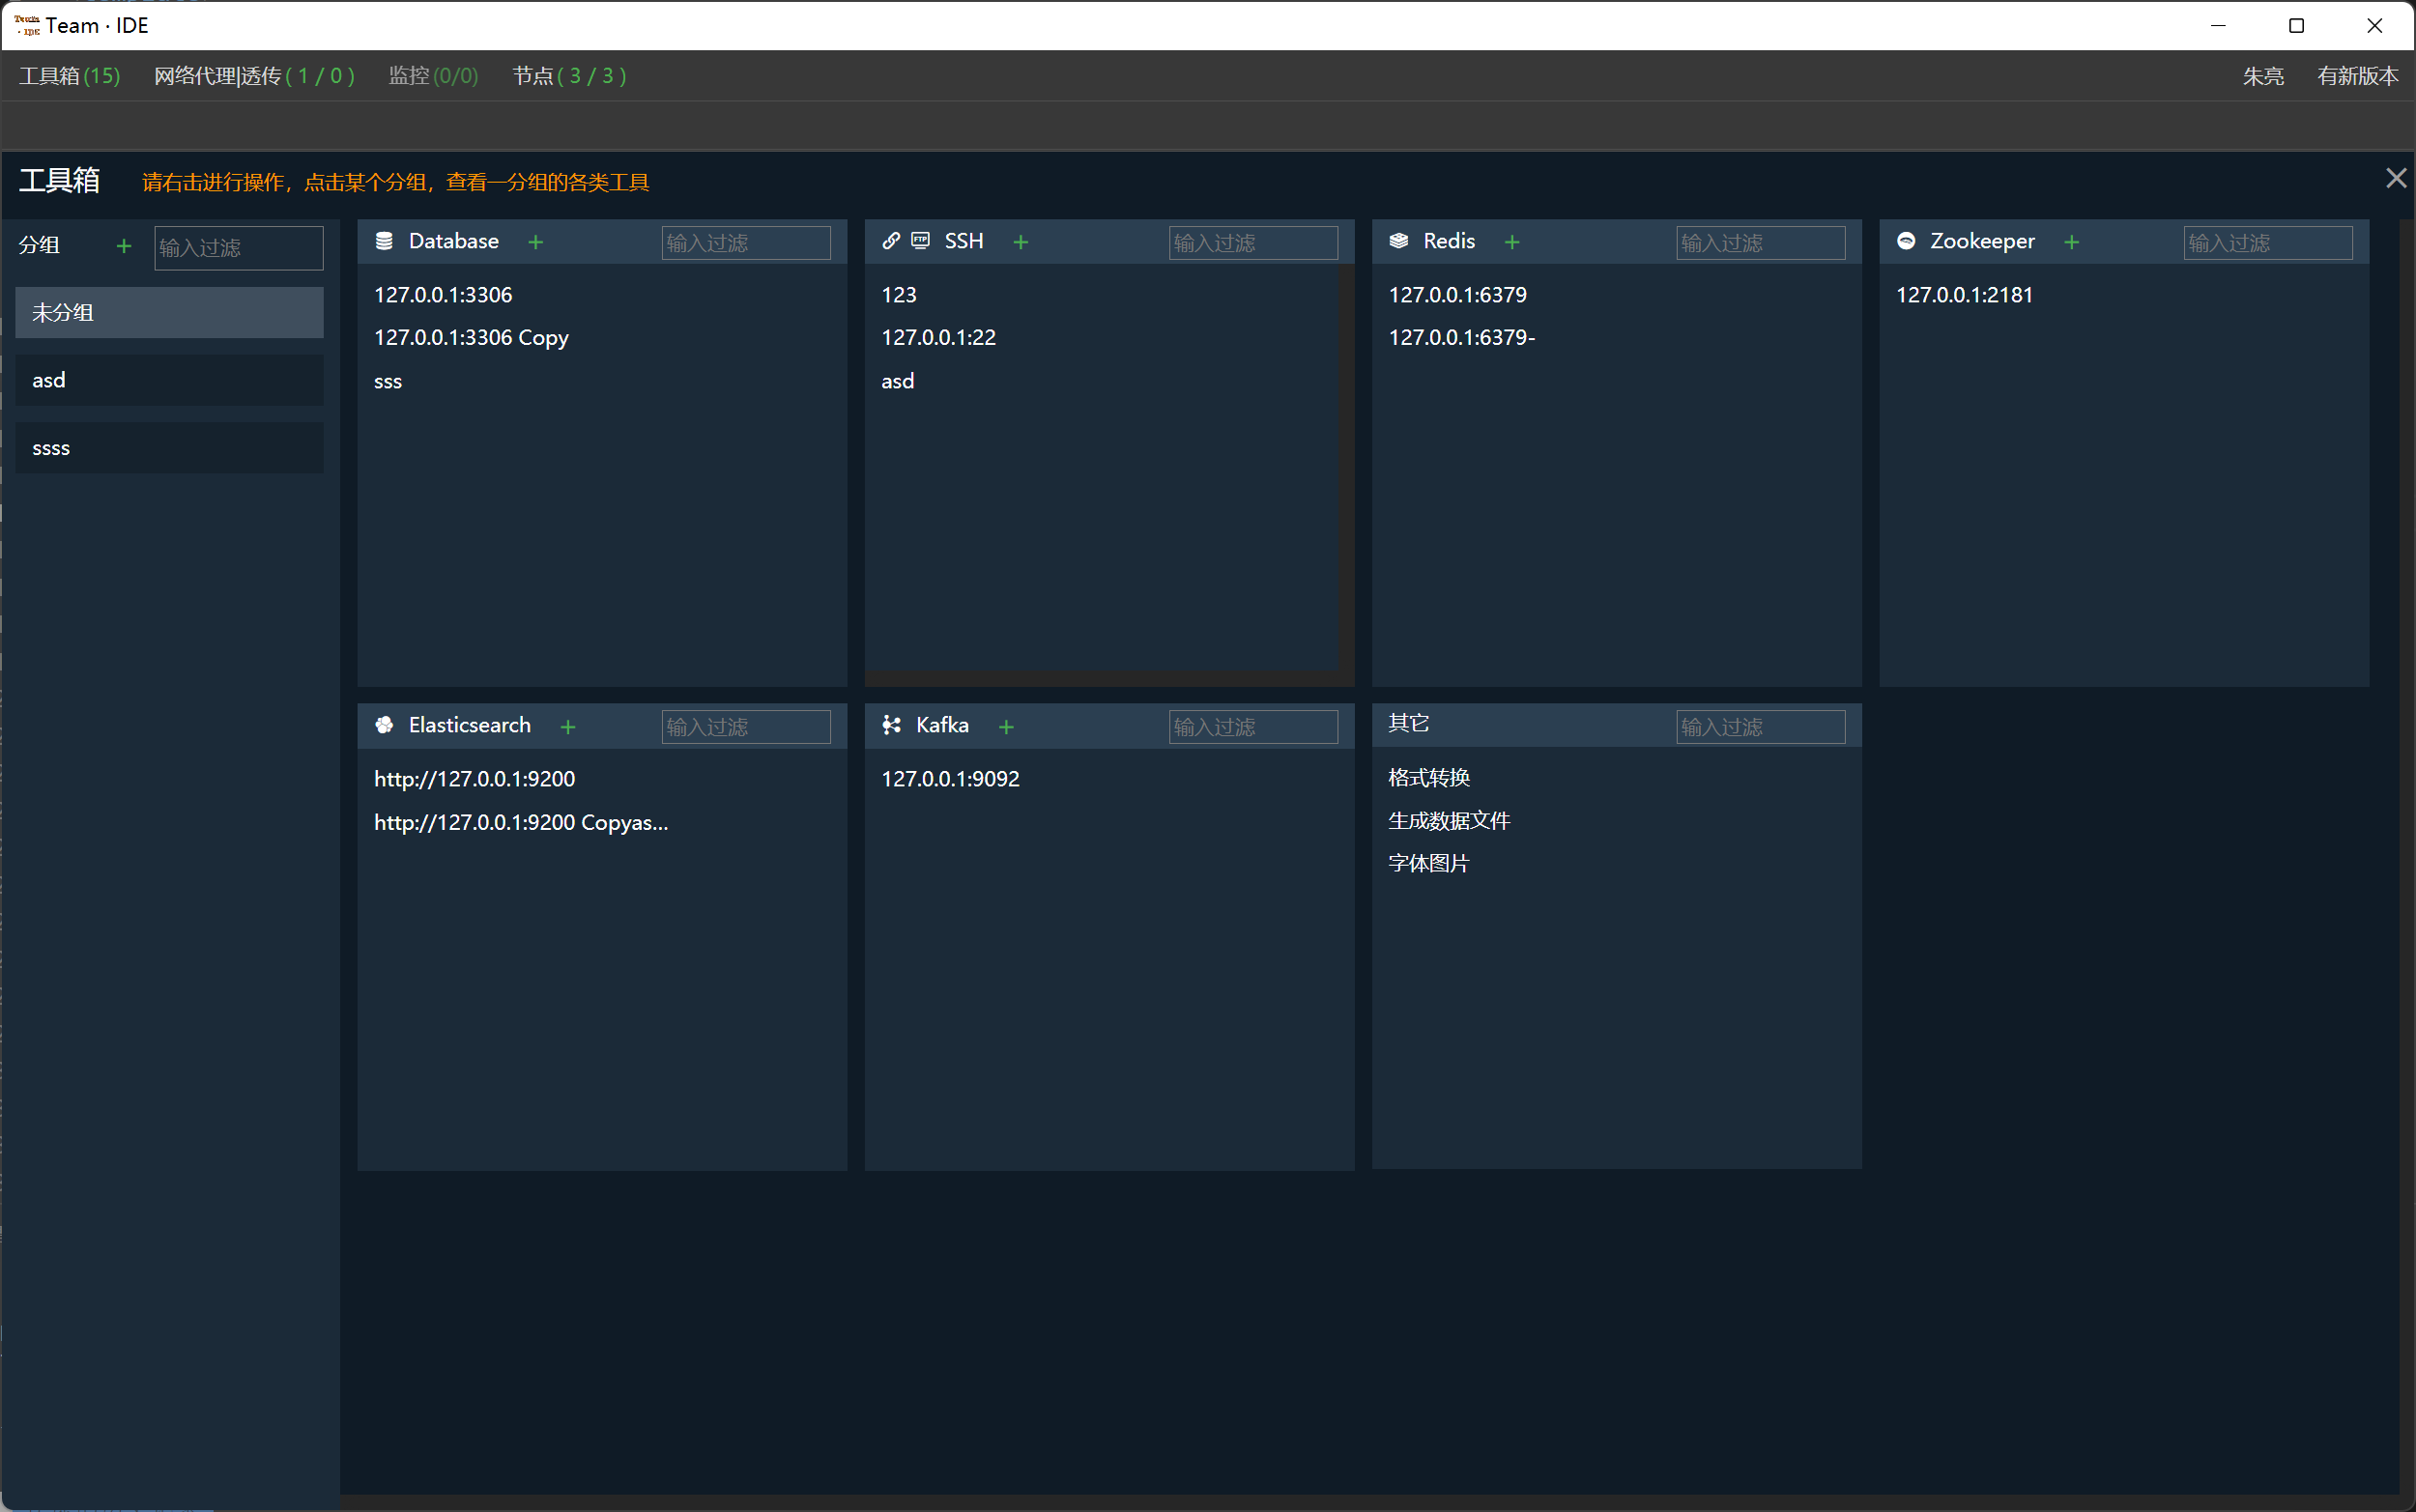 Team · IDE
工具箱(15) 网络代理|透传( 1 / 0 ) 监控(0/0) 节点( 3 / 3 ) 朱亮 有新版本
工具箱 请右击进行操作，点击某个分组，查看一分组的各类工具
分组 + 输入过滤
未分组
asd
ssss
Database + 输入过滤
127.0.0.1:3306
127.0.0.1:3306 Copy
sss
SSH + 输入过滤
123
127.0.0.1:22
asd
Redis + 输入过滤
127.0.0.1:6379
127.0.0.1:6379-
Zookeeper + 输入过滤
127.0.0.1:2181
Elasticsearch + 输入过滤
http://127.0.0.1:9200
http://127.0.0.1:9200 Copyas...
Kafka + 输入过滤
127.0.0.1:9092
其它 输入过滤
格式转换
生成数据文件
字体图片